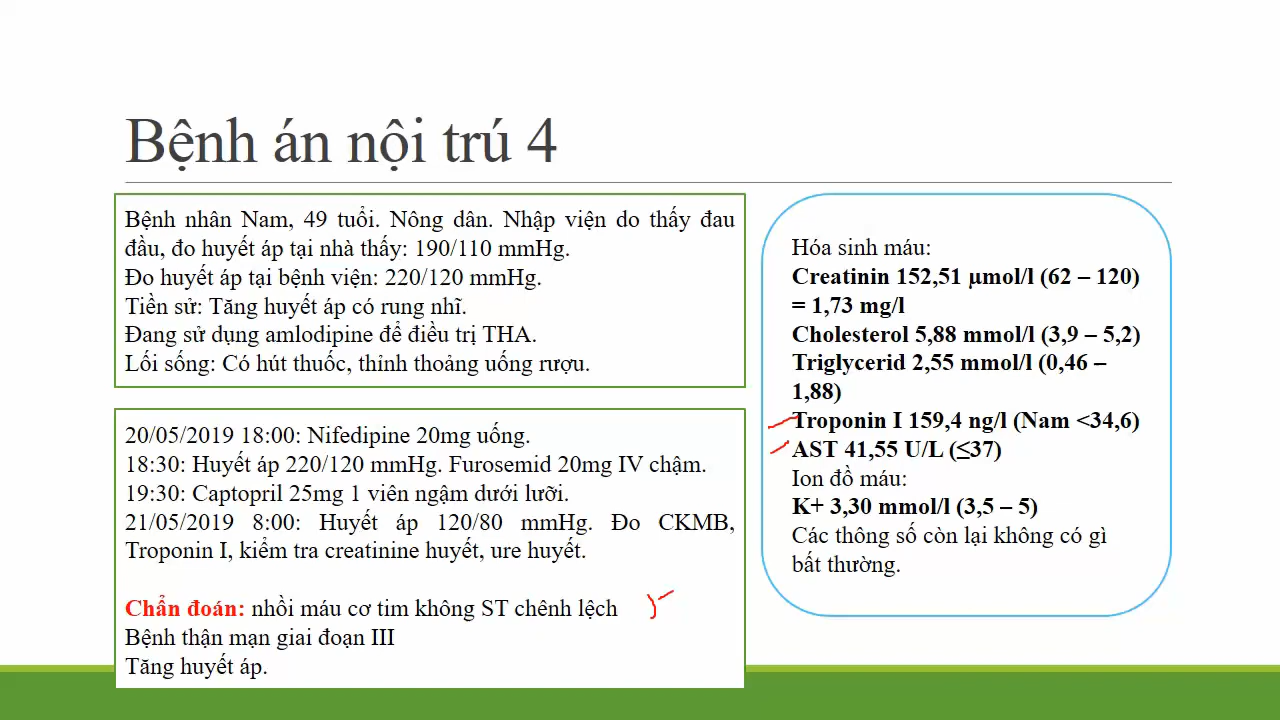 Bệnh án nội trú 4
Bệnh nhân Nam, 49 tuổi. Nông dân. Nhập viện do thấy đau
đầu, đo huyết áp tại nhà thấy: 190/110 mmHg.
Đo huyết áp tại bệnh viện: 220/120 mmHg.
Tiền sử: Tăng huyết áp có rung nhĩ.
Đang sử dụng amlodipine để điều trị THA.
Lối sống: Có hút thuốc, thỉnh thoảng uống rượu.
20/05/2019 18:00: Nifedipine 20mg uống.
18:30: Huyết áp 220/120 mmHg. Furosemid 20mg IV chậm.
19:30: Captopril 25mg 1 viên ngậm dưới lưỡi.
21/05/2019 8:00: Huyết áp 120/80 mmHg. Đo CKMB,
Troponin I, kiểm tra creatinine huyết, ure huyết.
Chẩn đoán: nhồi máu cơ tim không ST chênh lệch
Bệnh thận mạn giai đoạn III
Tăng huyết áp.
Hóa sinh máu:
Creatinin 152,51 µmol/l (62 – 120)
= 1,73 mg/l
Cholesterol 5,88 mmol/l (3,9 – 5,2)
Triglycerid 2,55 mmol/l (0,46 –
1,88)
Troponin I 159,4 ng/l (Nam <34,6)
AST 41,55 U/L (≤37)
Ion đồ máu:
K+ 3,30 mmol/l (3,5 – 5)
Các thông số còn lại không có gì
bất thường.